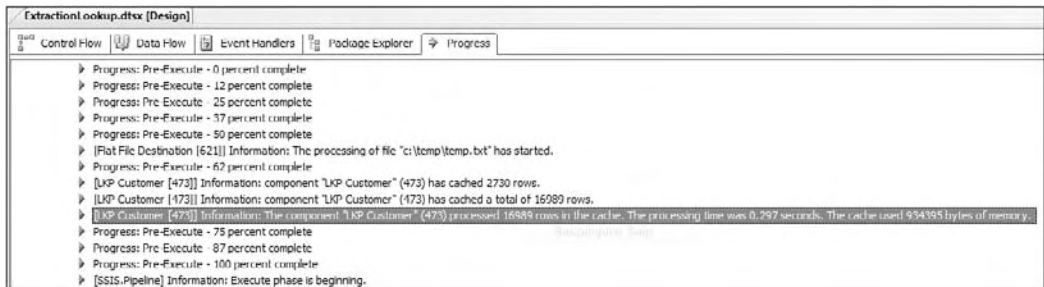 ExtractionLookup.dtsx [Design]
Control Flow Data Flow Event Handlers Package Explorer Progress
Progress: Pre-Execute - 0 percent complete
Progress: Pre-Execute - 12 percent complete
Progress: Pre-Execute - 25 percent complete
Progress: Pre-Execute - 37 percent complete
Progress: Pre-Execute - 50 percent complete
[Flat File Destination [621]] Information: The processing of file "c:\temp\temp.txt" has started.
Progress: Pre-Execute - 62 percent complete
[LKP Customer [473]] Information: component "LKP Customer" (473) has cached 2730 rows.
[LKP Customer [473]] Information: component "LKP Customer" (473) has cached a total of 16989 rows.
[LKP Customer [473]] Information: The component "LKP Customer" (473) processed 16989 rows in the cache. The processing time was 0.297 seconds. The cache used 934395 bytes of memory.
Progress: Pre-Execute - 75 percent complete
Progress: Pre-Execute - 87 percent complete
Progress: Pre-Execute - 100 percent complete
[SSIS.Pipeline] Information: Execute phase is beginning.